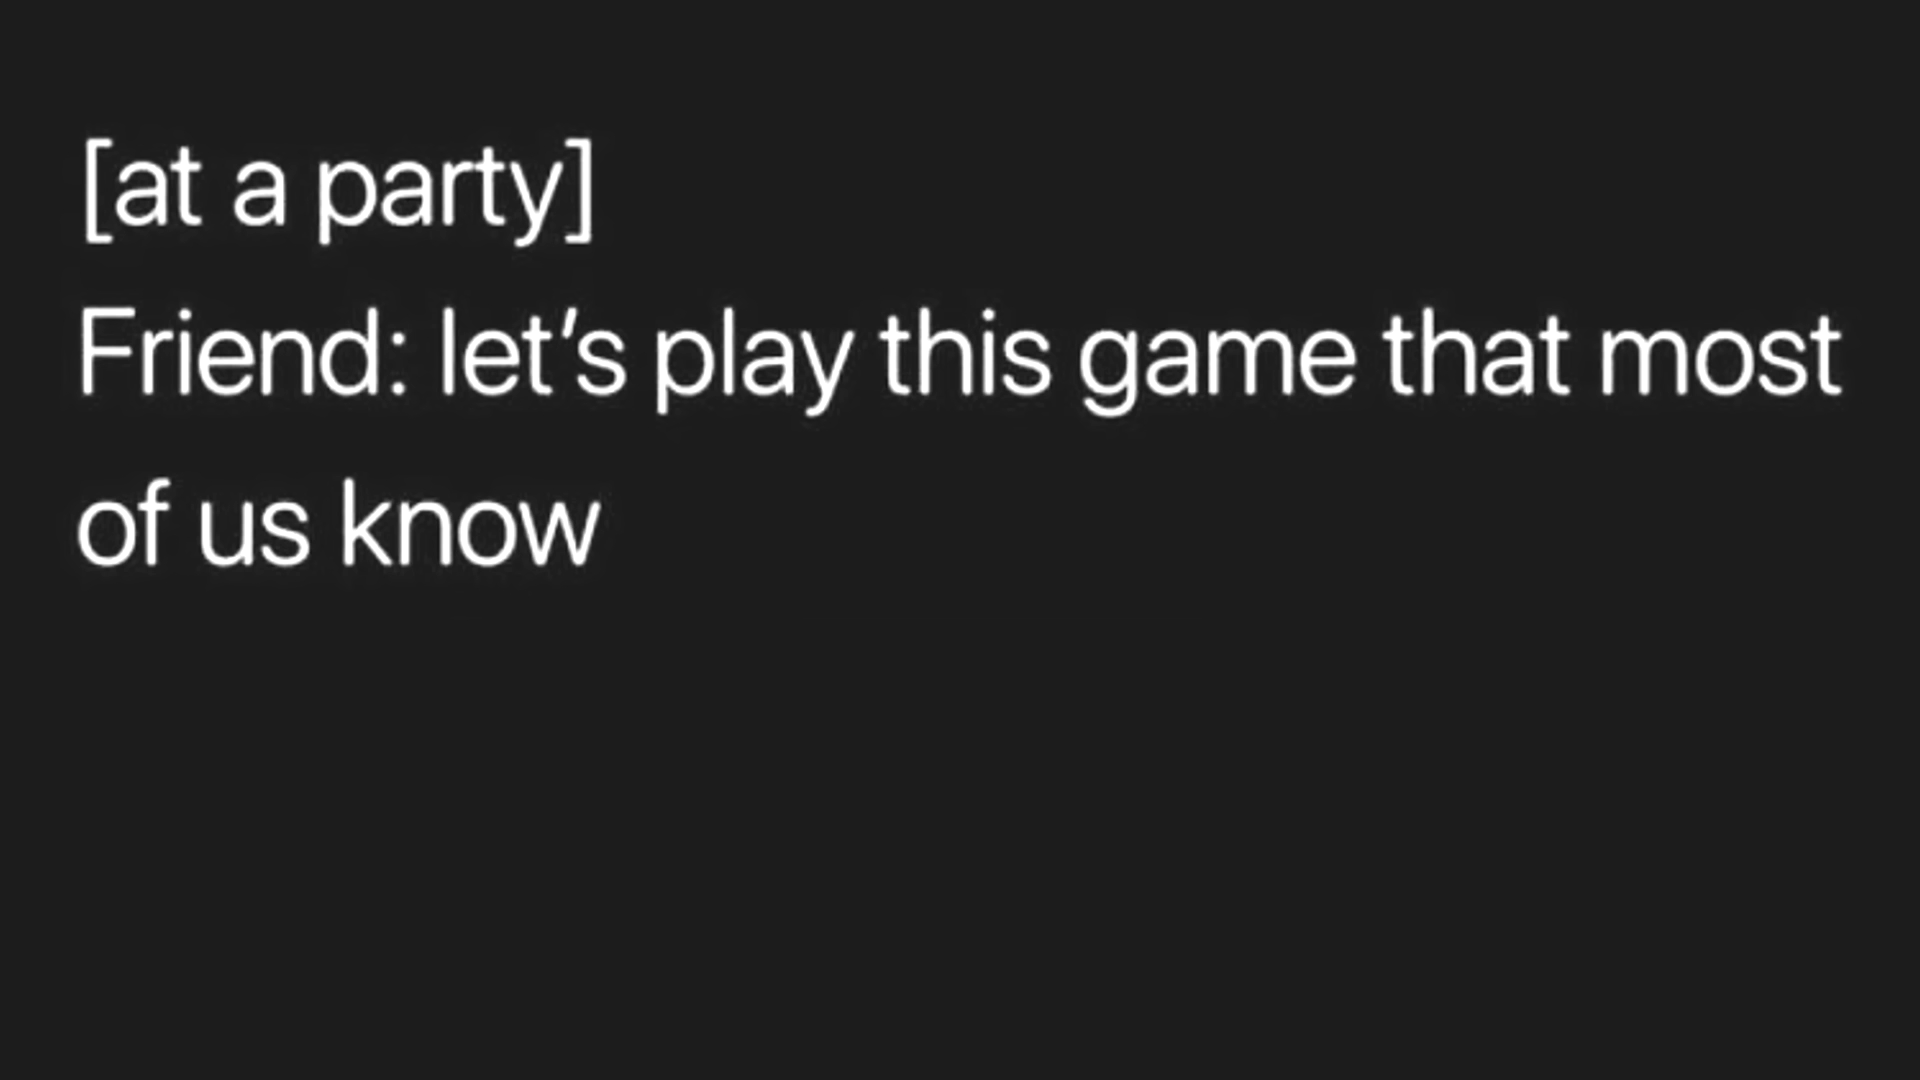 [at a party]
Friend: let’s play this game that most
of us know